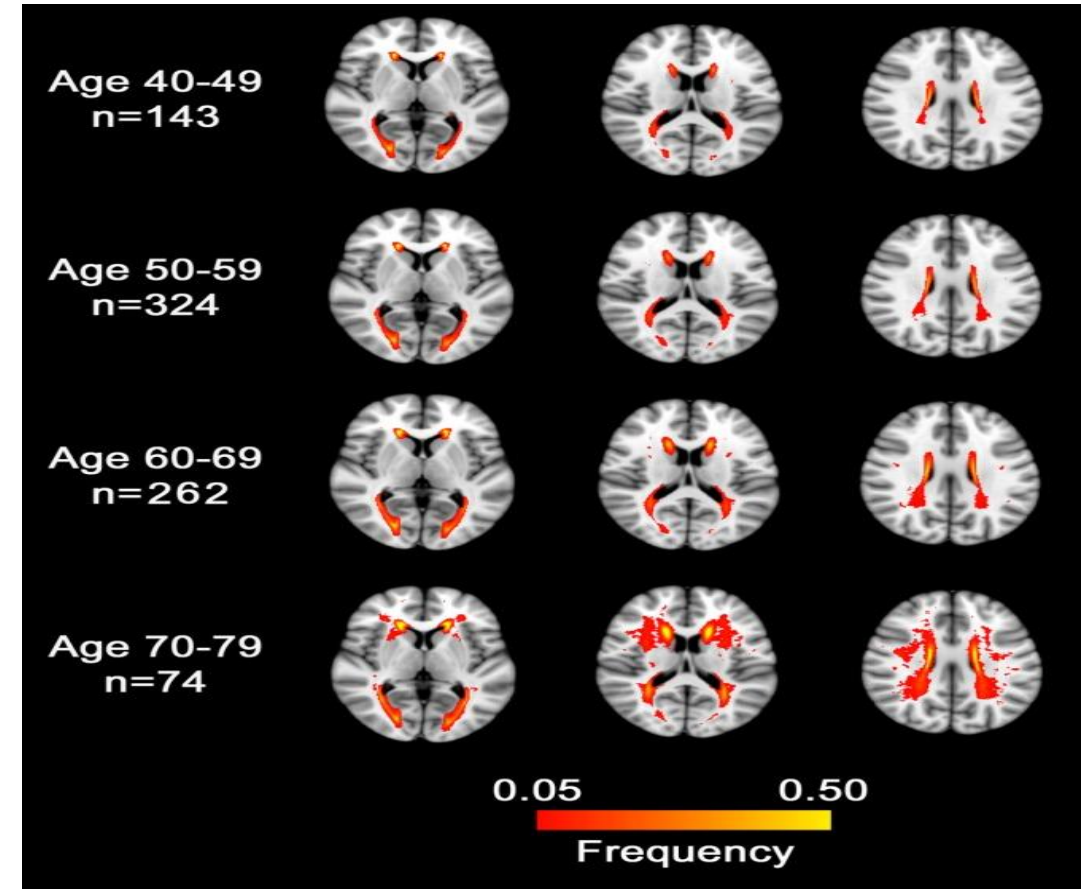 Age 40-49
n=143
Age 50-59
n=324
Age 60-69
n=262
Age 70-79
n=74
0.05 0.50
Frequency